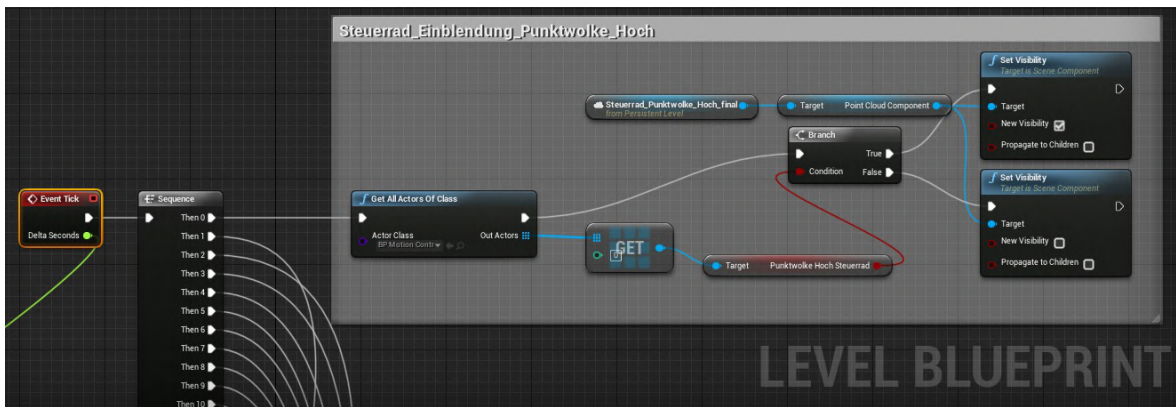 Steuerrad_Einblendung_Punktwolke_Hoch
Event Tick
Delta Seconds
Sequence
Then 0
Then 1
Then 2
Then 3
Then 4
Then 5
Then 6
Then 7
Then 8
Then 9
Then 10
Get All Actors Of Class
Actor Class
BP Motion Contr
Out Actors
Steuerrad_Punktwolke_Hoch_final
from Persistent Level
Target Point Cloud Component
GET
0
Target Punktwolke Hoch Steuerrad
Branch
Condition
True
False
Set Visibility
Target is Scene Component
Target
New Visibility
Propagate to Children
Set Visibility
Target is Scene Component
Target
New Visibility
Propagate to Children
LEVEL BLUEPRINT